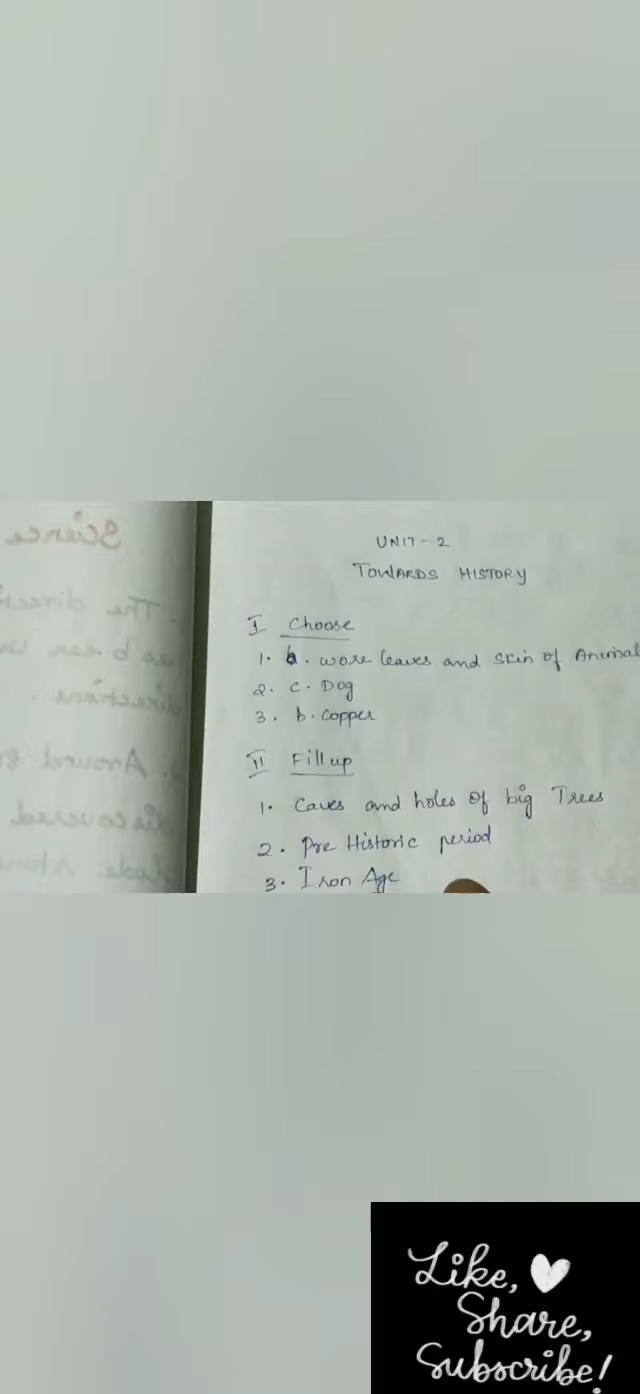 Science
UNIT-2
TOWARDS HISTORY
I Choose
1. a. wore leaves and skin of Animal
2. c. Dog
3. b. Copper
II Fill up
1. Caves and holes of big Trees
2. Pre Historic period
3. Iron Age
Like,
Share,
Subscribe!